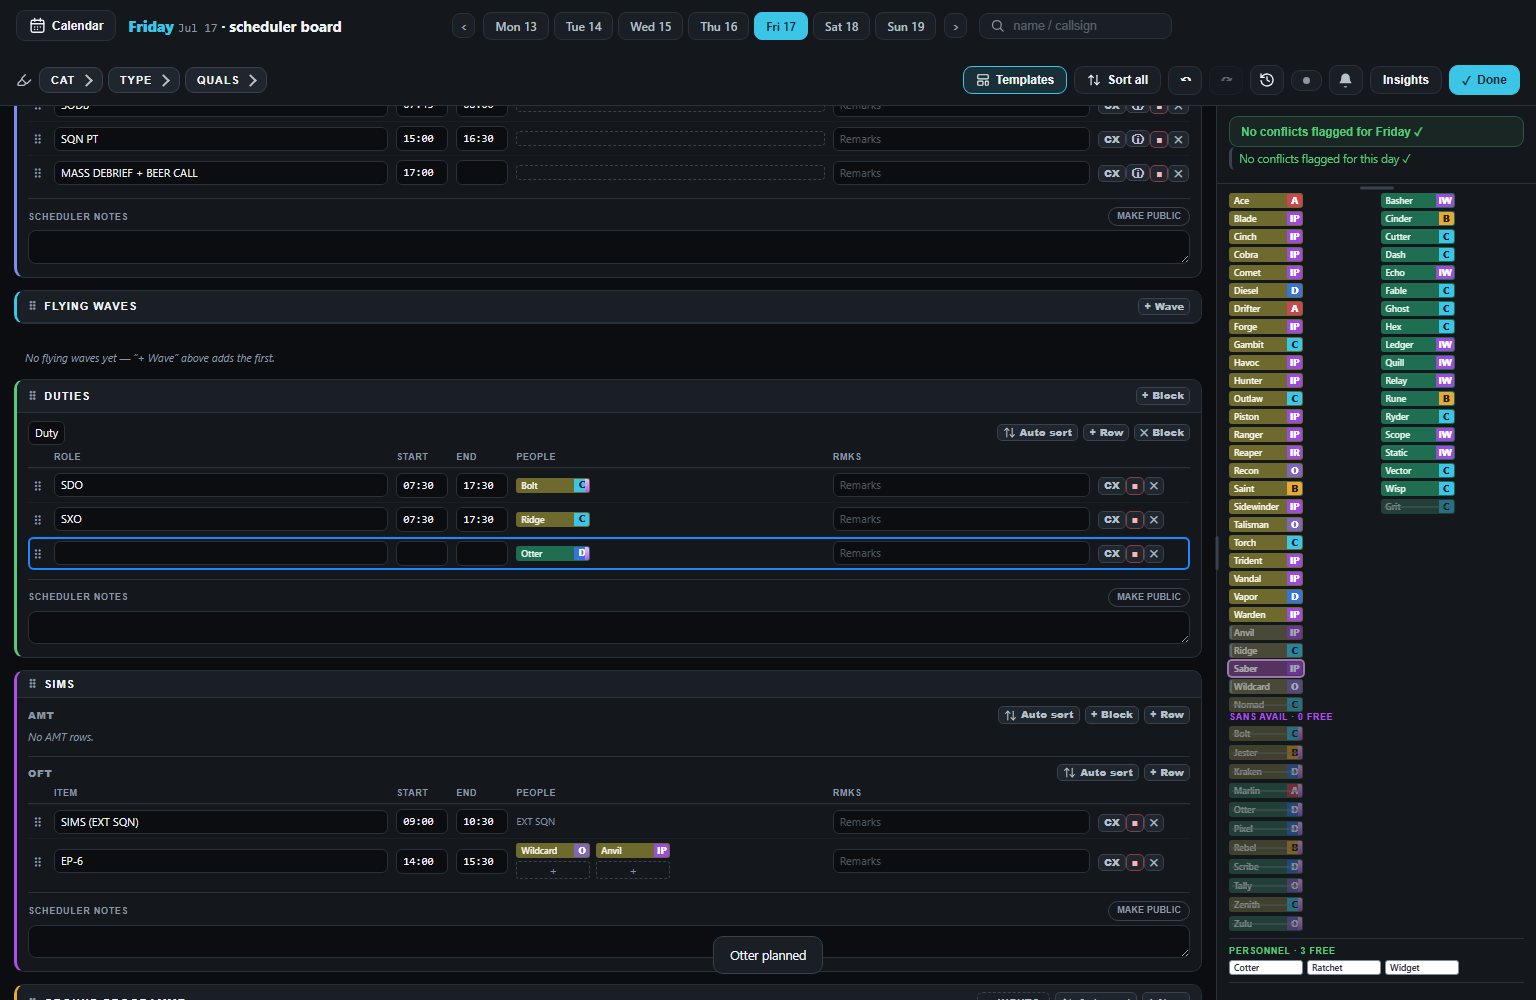 Calendar
Friday Jul 17 · scheduler board
‹ Mon 13 Tue 14 Wed 15 Thu 16 Fri 17 Sat 18 Sun 19 ›
name / callsign
CAT TYPE QUALS
Templates Sort all Insights ✓ Done
Remarks CX
SQN PT 15:00 16:30 Remarks CX
MASS DEBRIEF + BEER CALL 17:00 Remarks CX
SCHEDULER NOTES MAKE PUBLIC
FLYING WAVES + Wave
No flying waves yet — "+ Wave" above adds the first.
DUTIES + Block
Duty Auto sort + Row × Block
ROLE START END PEOPLE RMKS
SDO 07:30 17:30 Bolt C Remarks CX
SXO 07:30 17:30 Ridge C Remarks CX
Otter D Remarks CX
SCHEDULER NOTES MAKE PUBLIC
SIMS
AMT Auto sort + Block + Row
No AMT rows.
OFT Auto sort + Row
ITEM START END PEOPLE RMKS
SIMS (EXT SQN) 09:00 10:30 EXT SQN Remarks CX
EP-6 14:00 15:30 Wildcard O Anvil IP Remarks CX
+ +
SCHEDULER NOTES MAKE PUBLIC
Otter planned
No conflicts flagged for Friday ✓
No conflicts flagged for this day ✓
Ace A Basher IW
Blade IP Cinder B
Cinch IP Cutter C
Cobra IP Dash C
Comet IP Echo IW
Diesel D Fable C
Drifter A Ghost C
Forge IP Hex C
Gambit C Ledger IW
Havoc IP Quill IW
Hunter IP Relay IW
Outlaw C Rune B
Piston IP Ryder C
Ranger IP Scope IW
Reaper IR Static IW
Recon O Vector C
Saint B Wisp C
Sidewinder IP Grit C
Talisman O
Torch C
Trident IP
Vandal IP
Vapor D
Warden IP
Anvil IP
Ridge C
Saber IP
Wildcard O
Nomad C
SANS AVAIL · 0 FREE
Bolt C
Jester B
Kraken D
Marlin A
Otter D
Pixel D
Rebel B
Scribe D
Tally O
Zenith C
Zulu O
PERSONNEL · 3 FREE
Cotter Ratchet Widget